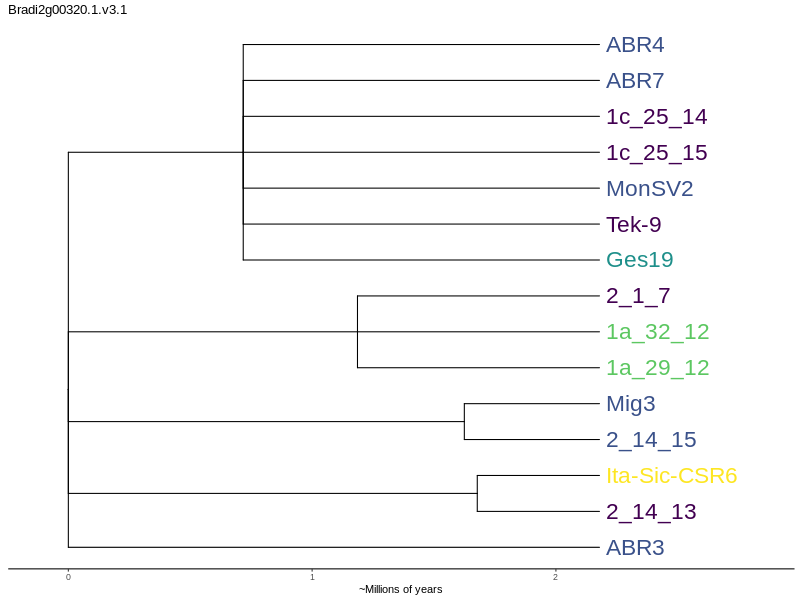 Bradi2g00320.1.v3.1
ABR4
ABR7
1c_25_14
1c_25_15
MonSV2
Tek-9
Ges19
2_1_7
1a_32_12
1a_29_12
Mig3
2_14_15
Ita-Sic-CSR6
2_14_13
ABR3
0 1 2
~Millions of years